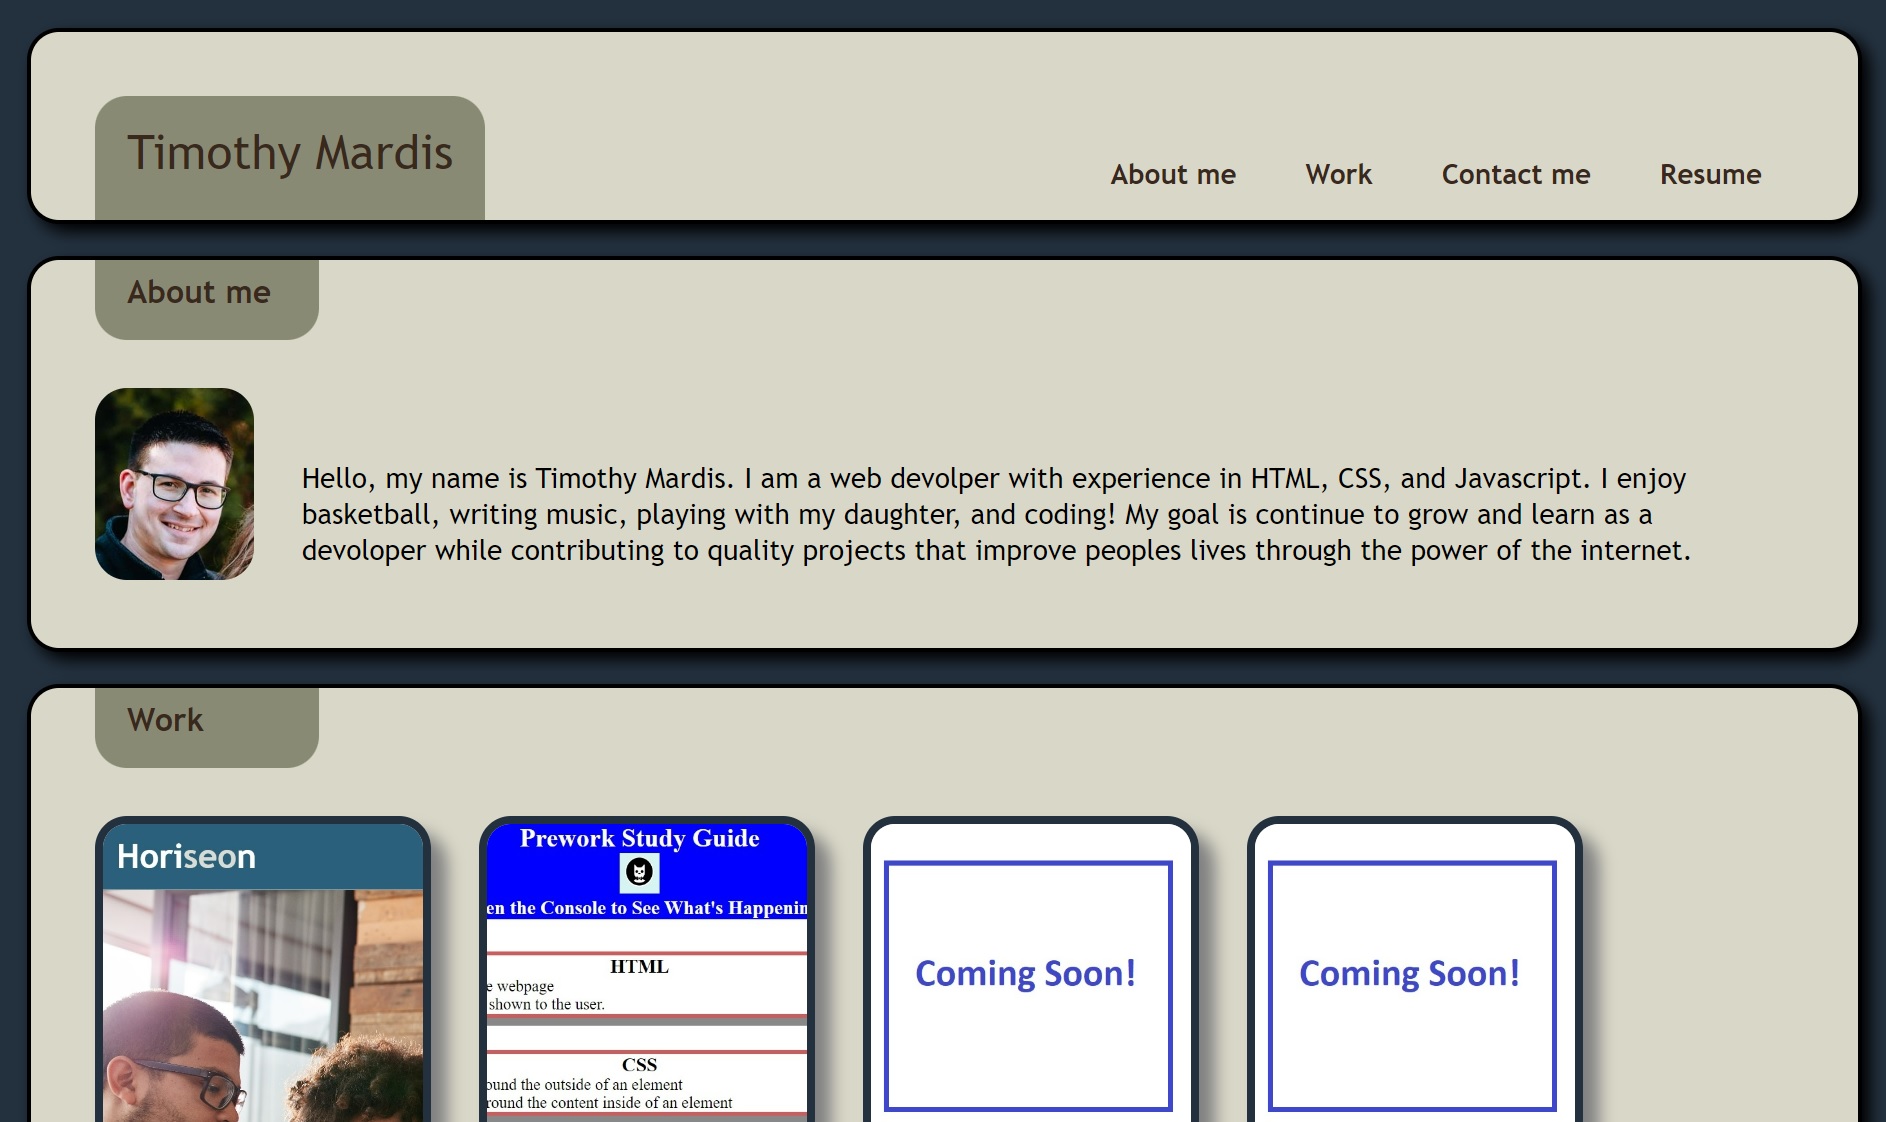 Timothy Mardis
About me
Work
Contact me
Resume
About me
Hello, my name is Timothy Mardis. I am a web devolper with experience in HTML, CSS, and Javascript. I enjoy
basketball, writing music, playing with my daughter, and coding! My goal is continue to grow and learn as a
devoloper while contributing to quality projects that improve peoples lives through the power of the internet.
Work
Horiseon
Prework Study Guide
en the Console to See What's Happenin
HTML
e webpage
shown to the user.
CSS
ound the outside of an element
round the content inside of an element
Coming Soon!
Coming Soon!